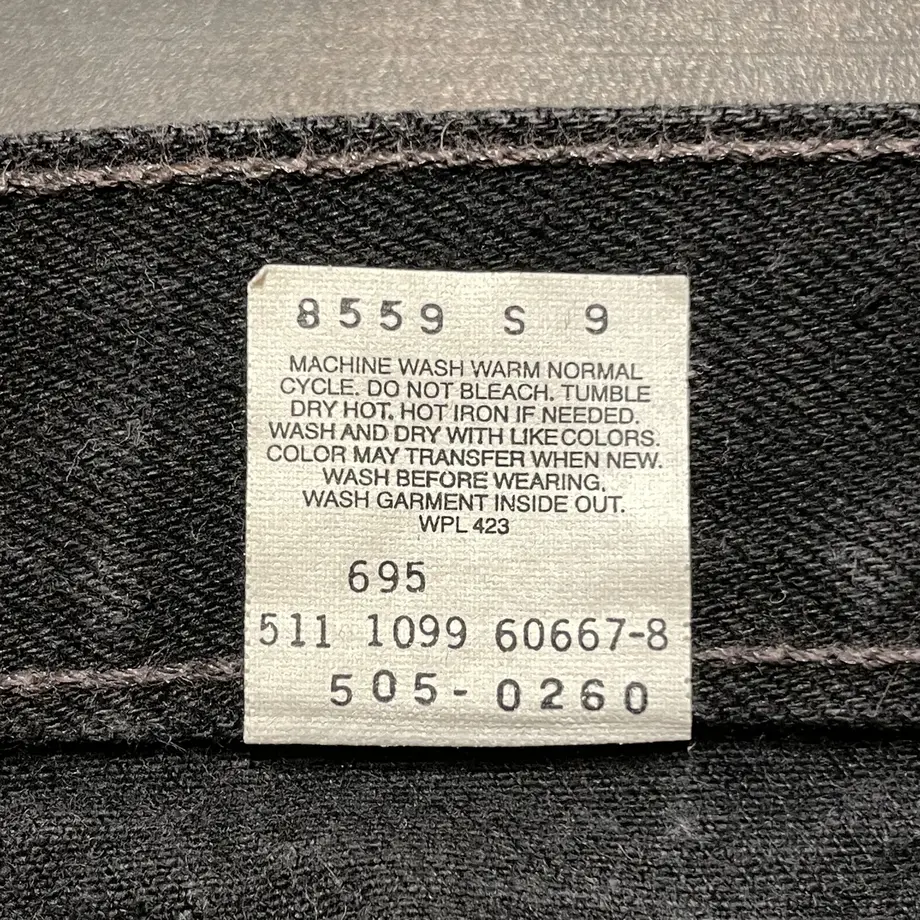 8559 S 9
MACHINE WASH WARM NORMAL
CYCLE. DO NOT BLEACH. TUMBLE
DRY HOT. HOT IRON IF NEEDED.
WASH AND DRY WITH LIKE COLORS.
COLOR MAY TRANSFER WHEN NEW.
WASH BEFORE WEARING.
WASH GARMENT INSIDE OUT.
WPL 423
695
511 1099 60667-8
505-0260